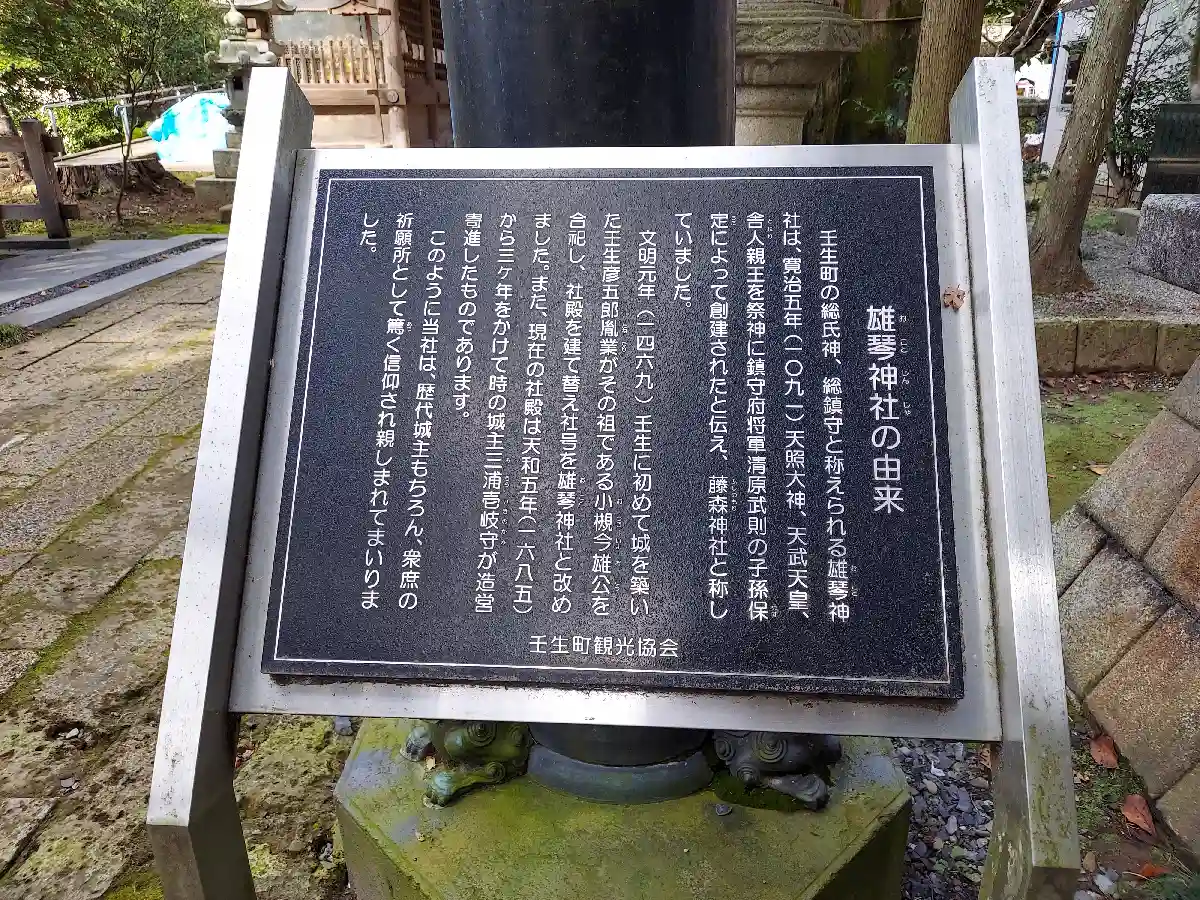 雄琴神社の由来
壬生町の総氏神、総鎮守と称えられる雄琴神
社は、寛治五年(一〇九一)天照大神、天武天皇、
舎人親王を祭神に鎮守府将軍清原武則の子孫保
定によって創建されたと伝え、藤森神社と称し
ていました。
文明元年(一四六九)壬生に初めて城を築い
た壬生彦五郎胤業がその祖である小槻今雄公を
合祀し、社殿を建て替え社号を雄琴神社と改め
ました。また、現在の社殿は天和五年(一六八五)
から三ヶ年をかけて時の城主三浦壱岐守が造営
寄進したものであります。
このように当社は、歴代城主もちろん、衆庶の
祈願所として篤く信仰され親しまれてまいりま
した。
壬生町観光協会